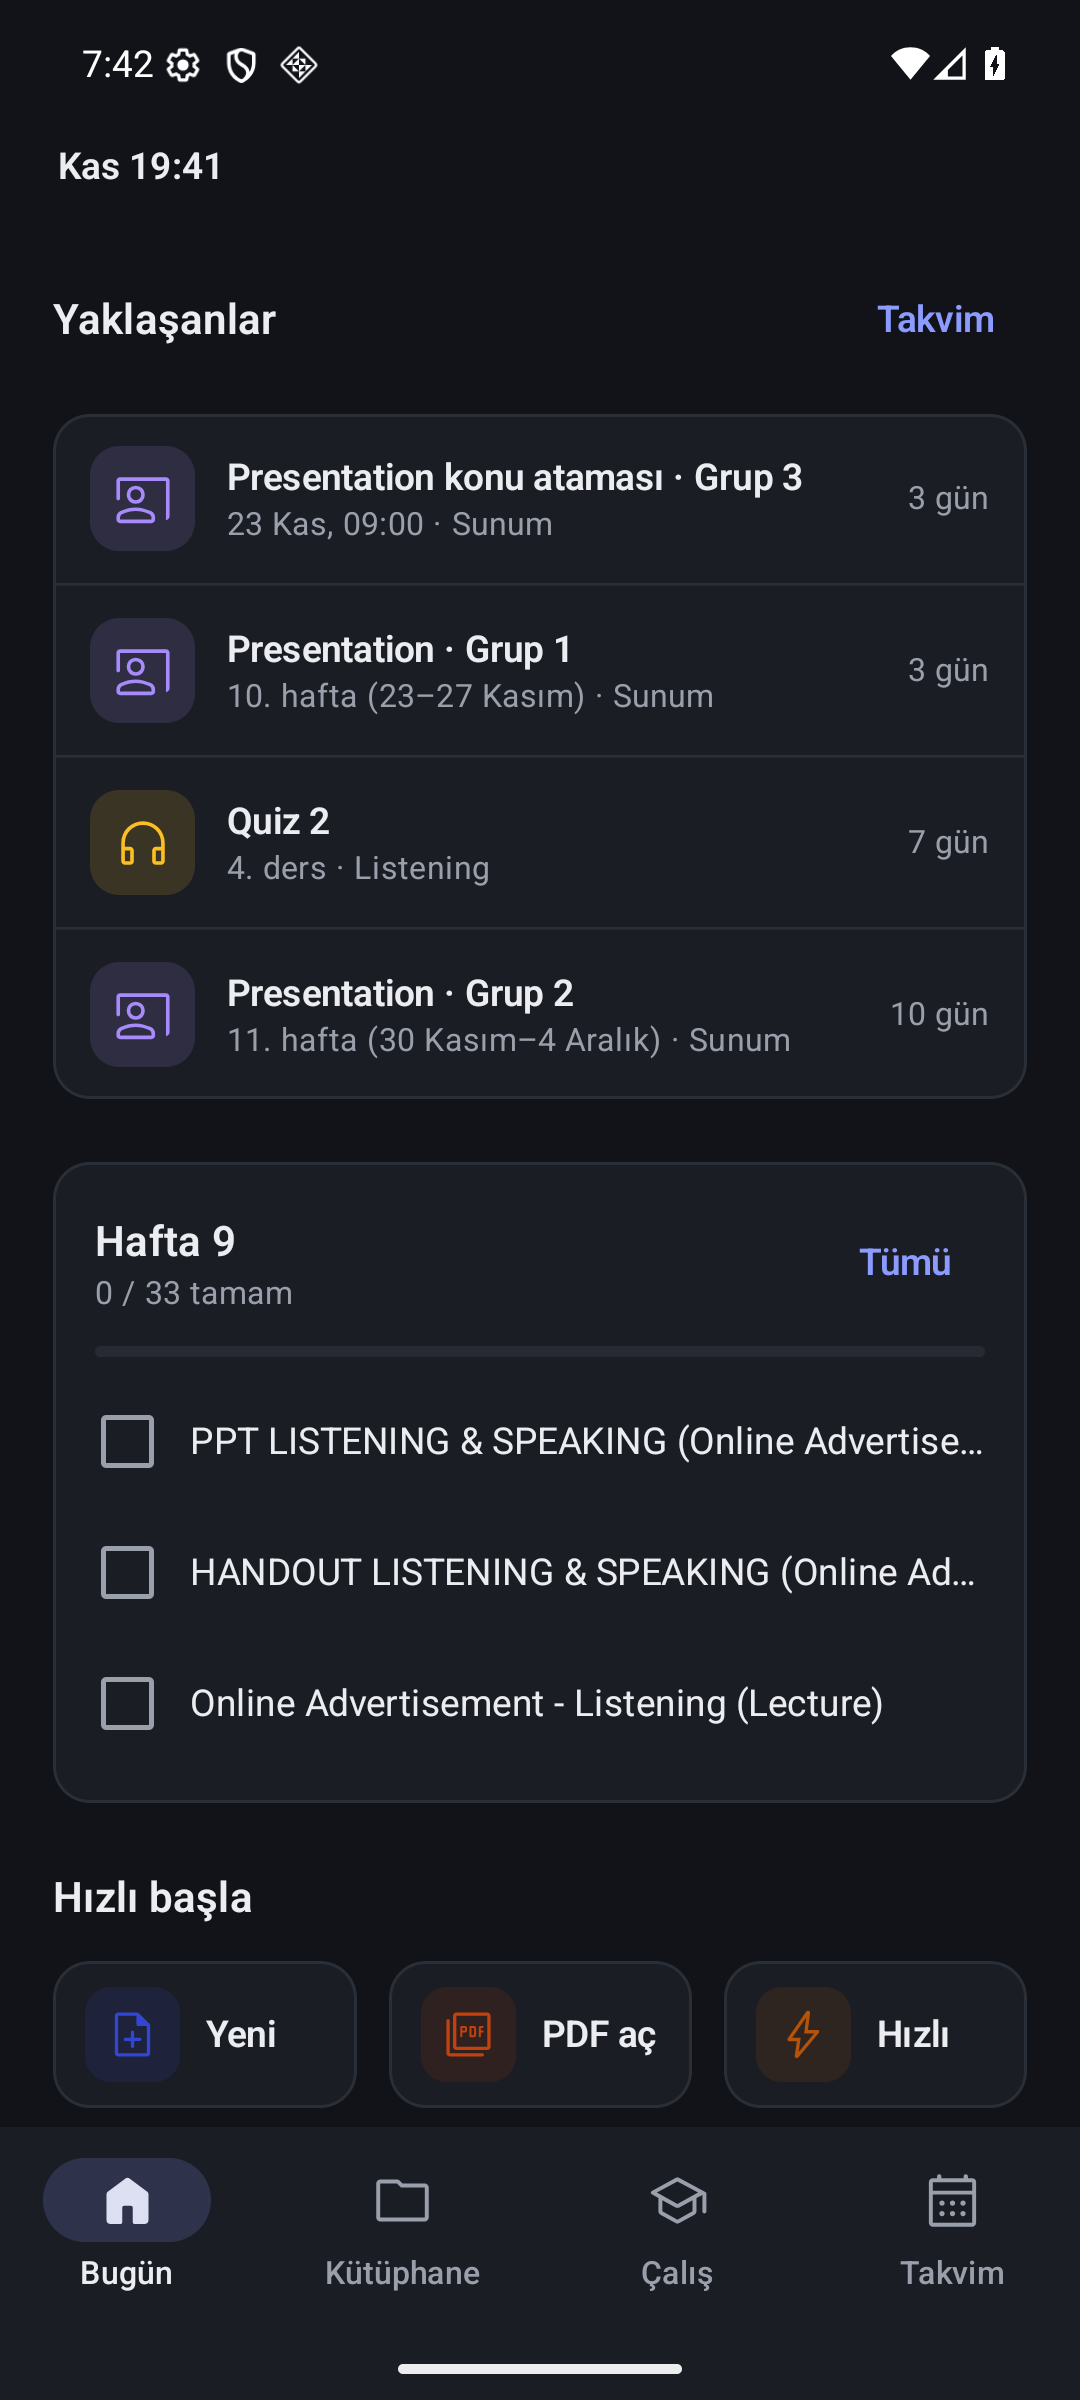 7:42
Kas 19:41
Yaklaşanlar
Takvim
Presentation konu ataması · Grup 3
23 Kas, 09:00 · Sunum
3 gün
Presentation · Grup 1
10. hafta (23–27 Kasım) · Sunum
3 gün
Quiz 2
4. ders · Listening
7 gün
Presentation · Grup 2
11. hafta (30 Kasım–4 Aralık) · Sunum
10 gün
Hafta 9
0 / 33 tamam
Tümü
PPT LISTENING & SPEAKING (Online Advertise...
HANDOUT LISTENING & SPEAKING (Online Ad...
Online Advertisement - Listening (Lecture)
Hızlı başla
Yeni
PDF
PDF aç
Hızlı
Bugün
Kütüphane
Çalış
Takvim